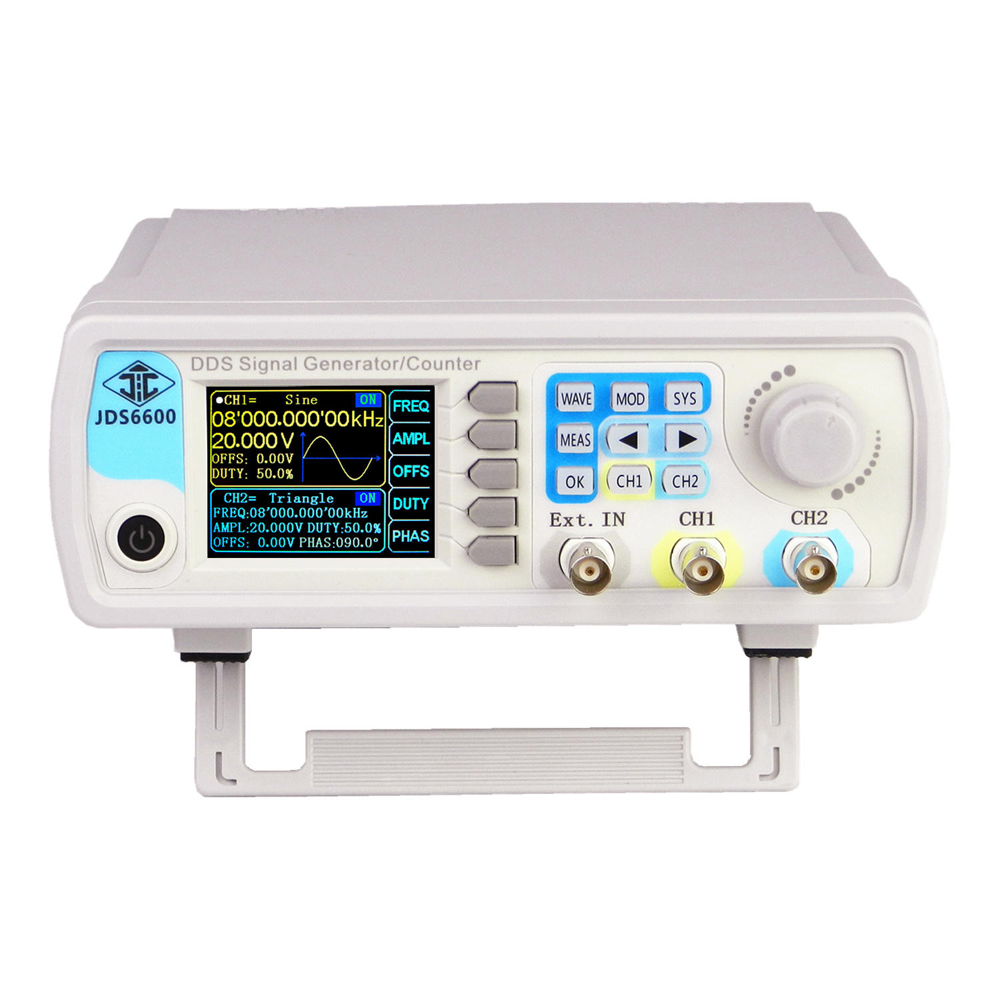 DDS Signal Generator/Counter
JJC
JDS6600
CH1= Sine ON
08'000.000'00kHz
20.000V
OFFS: 0.00V
DUTY: 50.0%
CH2= Triangle ON
FREQ:08'000.000'00kHz
AMPL:20.000V DUTY:50.0%
OFFS: 0.00V PHAS:090.0°
FREQ
AMPL
OFFS
DUTY
PHAS
WAVE MOD SYS
MEAS
OK CH1 CH2
Ext. IN CH1 CH2